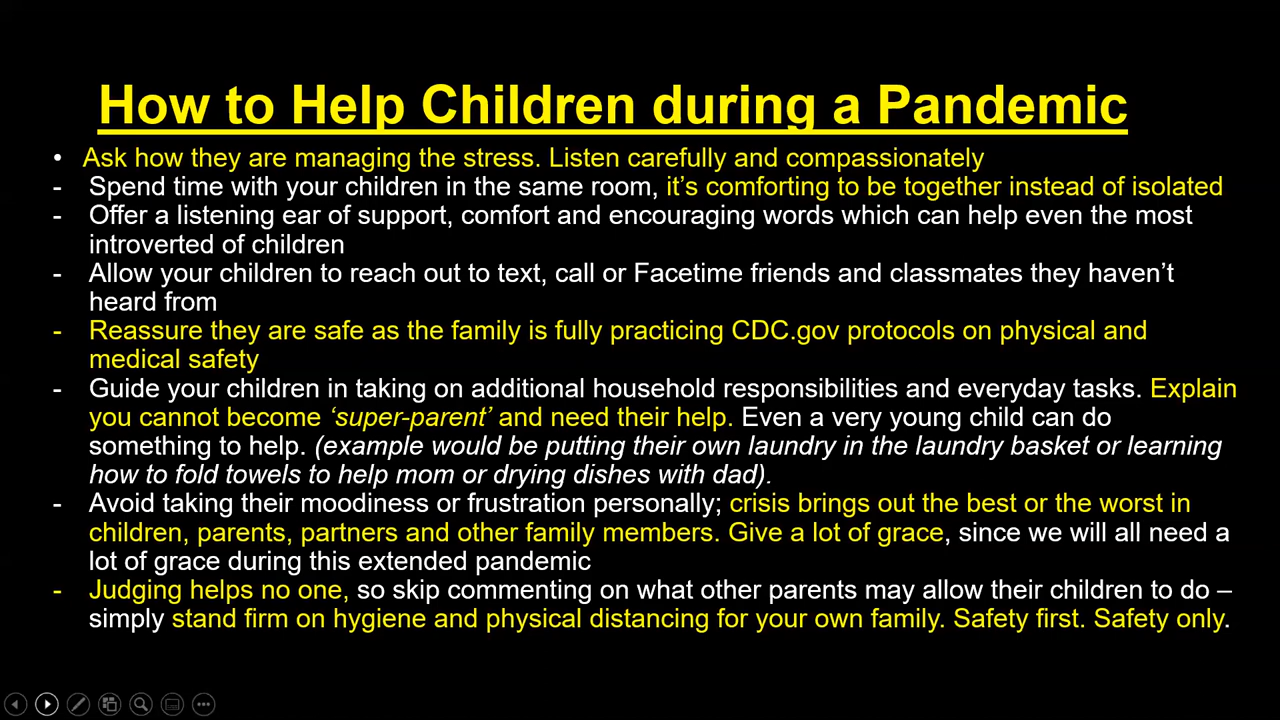 How to Help Children during a Pandemic
• Ask how they are managing the stress. Listen carefully and compassionately
- Spend time with your children in the same room, it’s comforting to be together instead of isolated
- Offer a listening ear of support, comfort and encouraging words which can help even the most
introverted of children
- Allow your children to reach out to text, call or Facetime friends and classmates they haven’t
heard from
- Reassure they are safe as the family is fully practicing CDC.gov protocols on physical and
medical safety
- Guide your children in taking on additional household responsibilities and everyday tasks. Explain
you cannot become ‘super-parent’ and need their help. Even a very young child can do
something to help. (example would be putting their own laundry in the laundry basket or learning
how to fold towels to help mom or drying dishes with dad).
- Avoid taking their moodiness or frustration personally; crisis brings out the best or the worst in
children, parents, partners and other family members. Give a lot of grace, since we will all need a
lot of grace during this extended pandemic
- Judging helps no one, so skip commenting on what other parents may allow their children to do –
simply stand firm on hygiene and physical distancing for your own family. Safety first. Safety only.